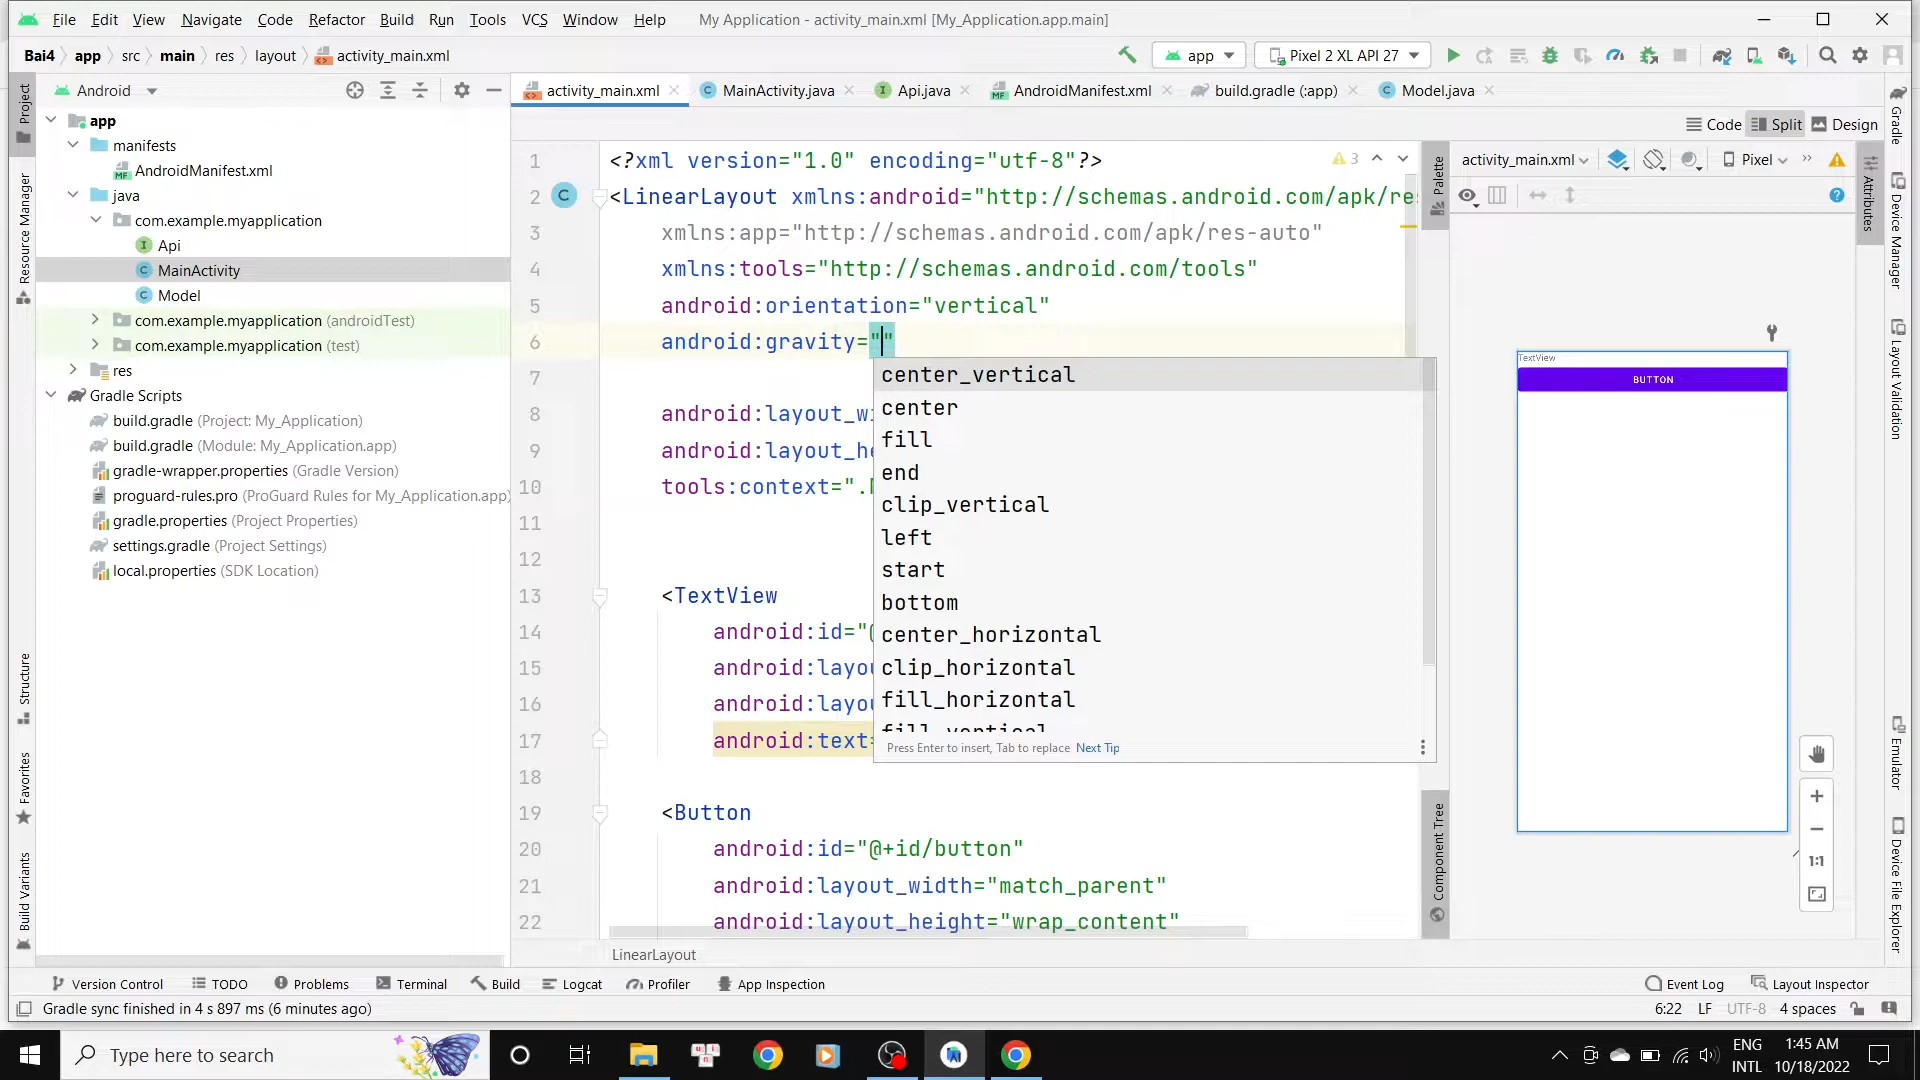 File Edit View Navigate Code Refactor Build Run Tools VCS Window Help My Application - activity_main.xml [My_Application.app.main]
Bai4 app src main res layout activity_main.xml app Pixel 2 XL API 27
Android
activity_main.xml MainActivity.java Api.java AndroidManifest.xml build.gradle (:app) Model.java
Code Split Design
Project
Resource Manager
Structure
Favorites
Build Variants
app
manifests
AndroidManifest.xml
java
com.example.myapplication
Api
MainActivity
Model
com.example.myapplication (androidTest)
com.example.myapplication (test)
res
Gradle Scripts
build.gradle (Project: My_Application)
build.gradle (Module: My_Application.app)
gradle-wrapper.properties (Gradle Version)
proguard-rules.pro (ProGuard Rules for My_Application.app)
gradle.properties (Project Properties)
settings.gradle (Project Settings)
local.properties (SDK Location)
1 <?xml version="1.0" encoding="utf-8"?>
3
2 <LinearLayout xmlns:android="http://schemas.android.com/apk/res
3 xmlns:app="http://schemas.android.com/apk/res-auto"
4 xmlns:tools="http://schemas.android.com/tools"
5 android:orientation="vertical"
6 android:gravity=""
7
8 android:layout_wi
9 android:layout_he
10 tools:context=".M
11
12
13 <TextView
14 android:id="@
15 android:layou
16 android:layou
17 android:text=
18
19 <Button
20 android:id="@+id/button"
21 android:layout_width="match_parent"
22 android:layout_height="wrap_content"
center_vertical
center
fill
end
clip_vertical
left
start
bottom
center_horizontal
clip_horizontal
fill_horizontal
fill_vertical
Press Enter to insert, Tab to replace Next Tip
LinearLayout
Palette
Component Tree
activity_main.xml Pixel
TextView
BUTTON
1:1
Attributes
Gradle
Device Manager
Layout Validation
Emulator
Device File Explorer
Version Control TODO Problems Terminal Build Logcat Profiler App Inspection Event Log Layout Inspector
Gradle sync finished in 4 s 897 ms (6 minutes ago) 6:22 LF UTF-8 4 spaces
Type here to search
ENG
INTL
1:45 AM
10/18/2022